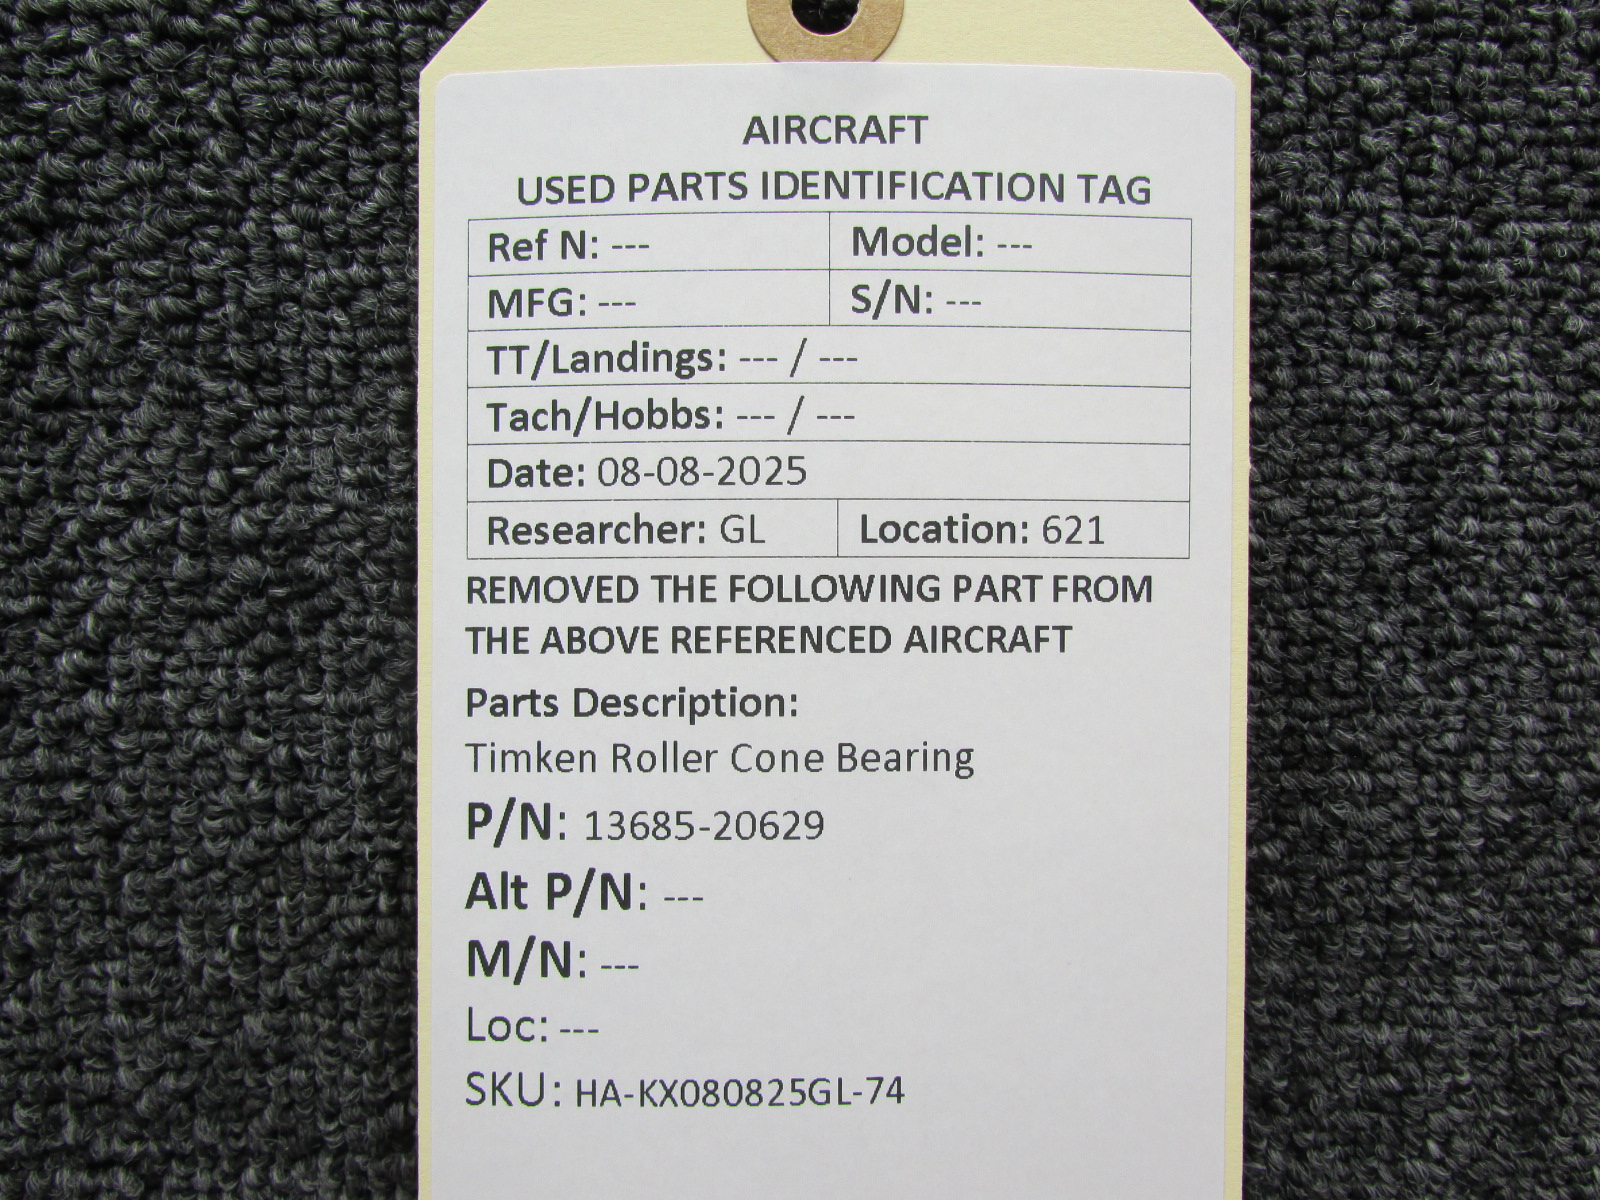 AIRCRAFT
USED PARTS IDENTIFICATION TAG
Ref N: --- Model: ---
MFG: --- S/N: ---
TT/Landings: --- / ---
Tach/Hobbs: --- / ---
Date: 08-08-2025
Researcher: GL Location: 621
REMOVED THE FOLLOWING PART FROM
THE ABOVE REFERENCED AIRCRAFT
Parts Description:
Timken Roller Cone Bearing
P/N: 13685-20629
Alt P/N: ---
M/N: ---
Loc: ---
SKU: HA-KX080825GL-74